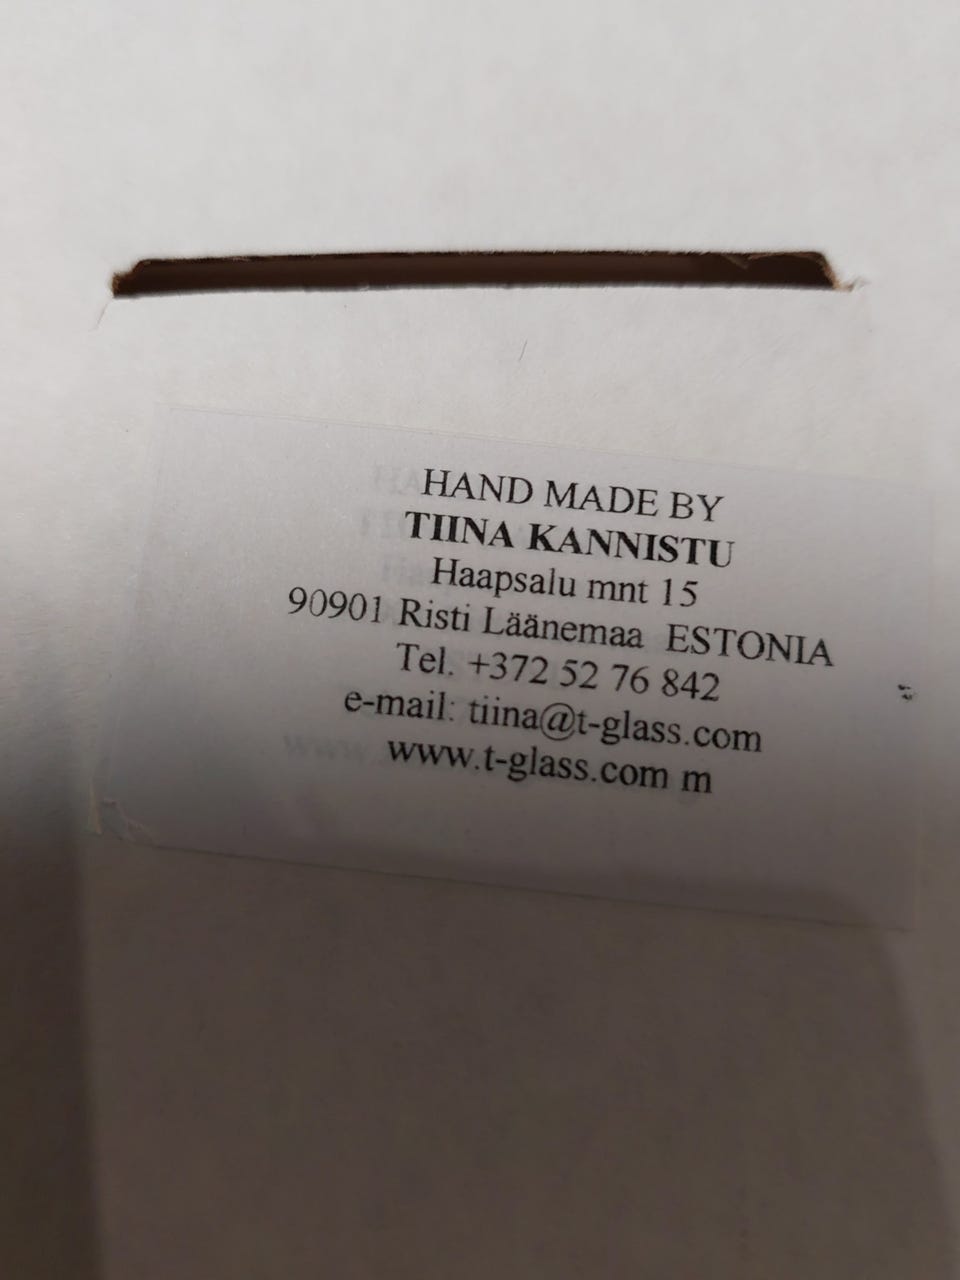 HAND MADE BY
TIINA KANNISTU
Haapsalu mnt 15
90901 Risti Läänemaa ESTONIA
Tel. +372 52 76 842
e-mail: tiina@t-glass.com
www.t-glass.com m